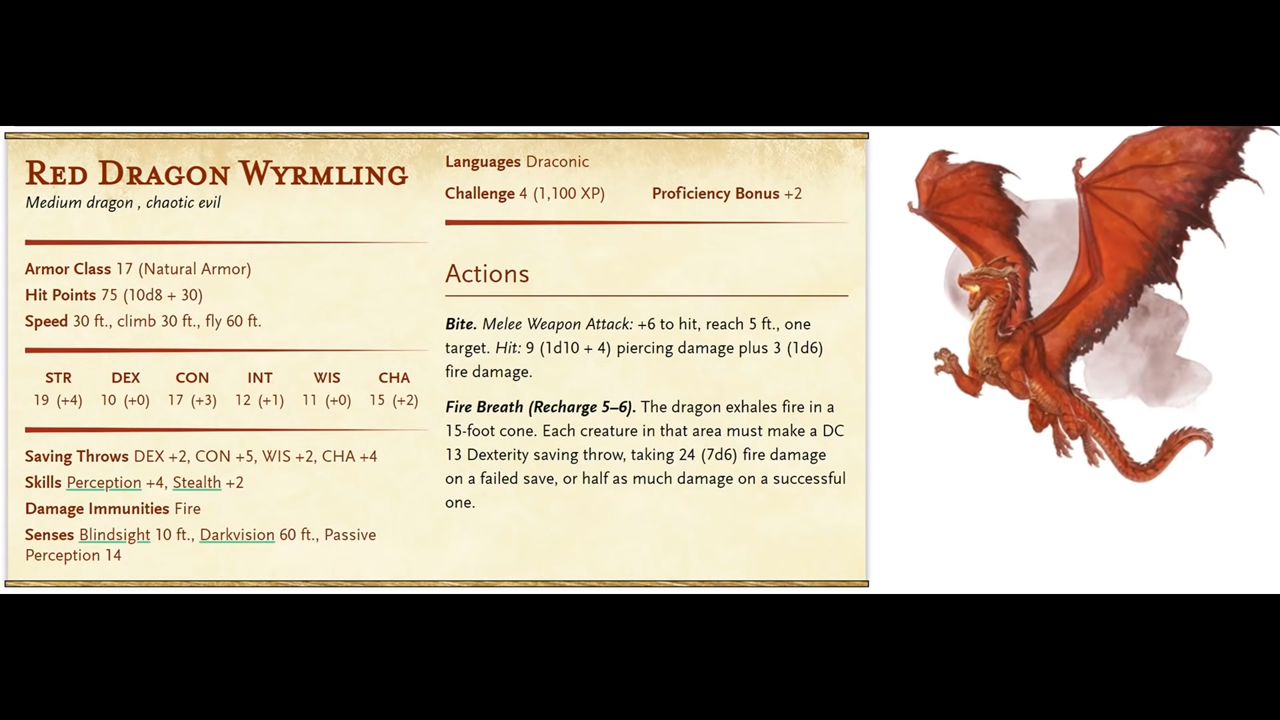 Red Dragon Wyrmling
Medium dragon , chaotic evil
Armor Class 17 (Natural Armor)
Hit Points 75 (10d8 + 30)
Speed 30 ft., climb 30 ft., fly 60 ft.
STR DEX CON INT WIS CHA
19 (+4) 10 (+0) 17 (+3) 12 (+1) 11 (+0) 15 (+2)
Saving Throws DEX +2, CON +5, WIS +2, CHA +4
Skills Perception +4, Stealth +2
Damage Immunities Fire
Senses Blindsight 10 ft., Darkvision 60 ft., Passive
Perception 14
Languages Draconic
Challenge 4 (1,100 XP) Proficiency Bonus +2
Actions
Bite. Melee Weapon Attack: +6 to hit, reach 5 ft., one
target. Hit: 9 (1d10 + 4) piercing damage plus 3 (1d6)
fire damage.
Fire Breath (Recharge 5–6). The dragon exhales fire in a
15-foot cone. Each creature in that area must make a DC
13 Dexterity saving throw, taking 24 (7d6) fire damage
on a failed save, or half as much damage on a successful
one.